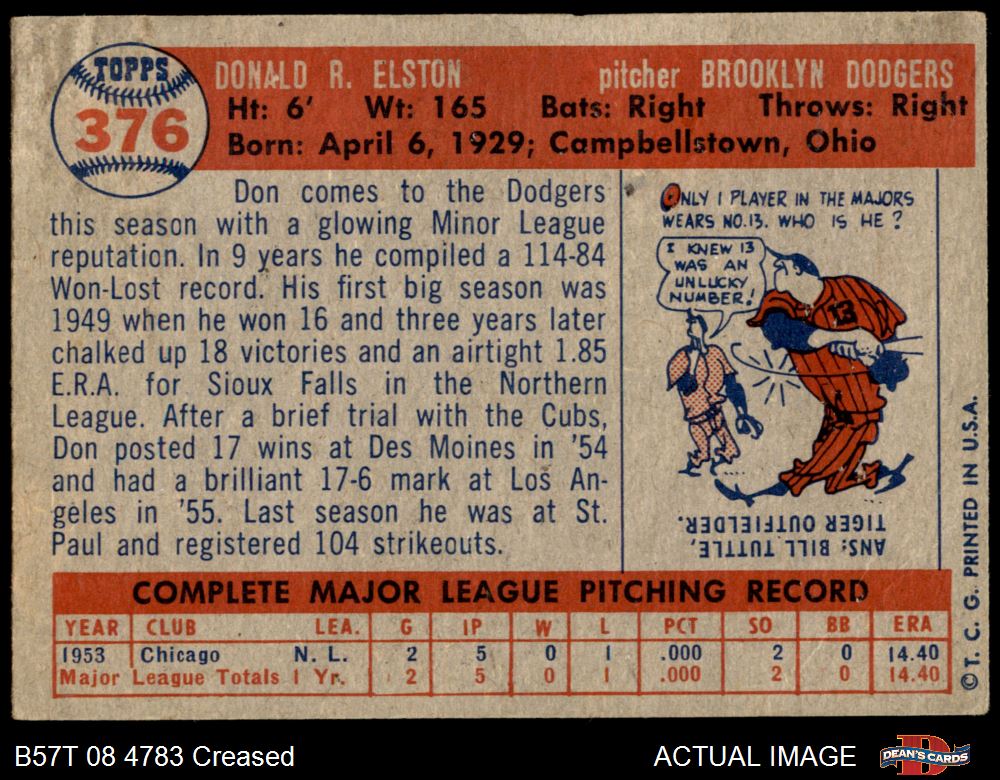 TOPPS
376
DONALD R. ELSTON pitcher BROOKLYN DODGERS
Ht: 6' Wt: 165 Bats: Right Throws: Right
Born: April 6, 1929; Campbellstown, Ohio
Don comes to the Dodgers
this season with a glowing Minor League
reputation. In 9 years he compiled a 114-84
Won-Lost record. His first big season was
1949 when he won 16 and three years later
chalked up 18 victories and an airtight 1.85
E.R.A. for Sioux Falls in the Northern
League. After a brief trial with the Cubs,
Don posted 17 wins at Des Moines in '54
and had a brilliant 17-6 mark at Los An-
geles in '55. Last season he was at St.
Paul and registered 104 strikeouts.
ONLY 1 PLAYER IN THE MAJORS
WEARS NO.13. WHO IS HE?
I KNEW 13
WAS AN
UNLUCKY
NUMBER!
13
ANS: BILL TUTTLE,
TIGER OUTFIELDER.
COMPLETE MAJOR LEAGUE PITCHING RECORD
YEAR CLUB LEA. G IP W L PCT SO BB ERA
1953 Chicago N. L. 2 5 0 1 .000 2 0 14.40
Major League Totals 1 Yr. 2 5 0 1 .000 2 0 14.40
© T. C. G. PRINTED IN U.S.A.
B57T 08 4783 Creased ACTUAL IMAGE
DEAN'S CARDS